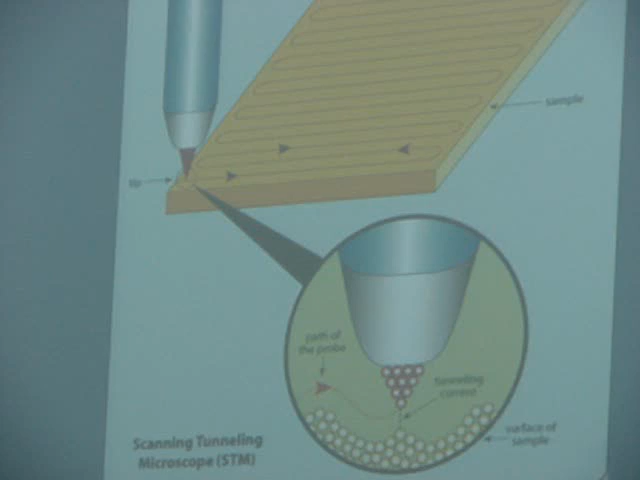 sample
tip
path of
the probe
tunneling
current
surface of
sample
Scanning Tunneling
Microscope (STM)